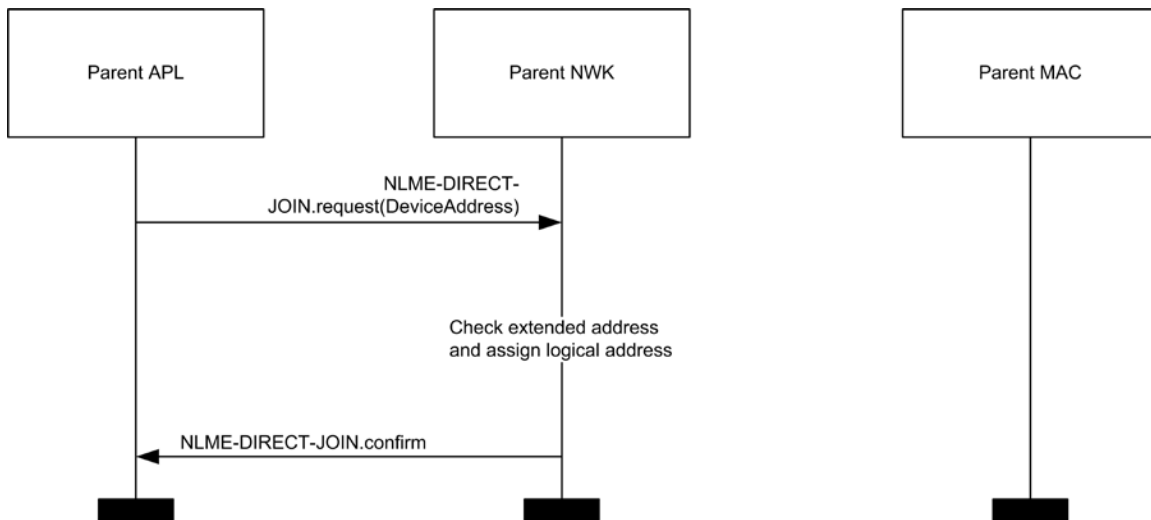 Parent APL
Parent NWK
Parent MAC
NLME-DIRECT-
JOIN.request(DeviceAddress)
Check extended address
and assign logical address
NLME-DIRECT-JOIN.confirm